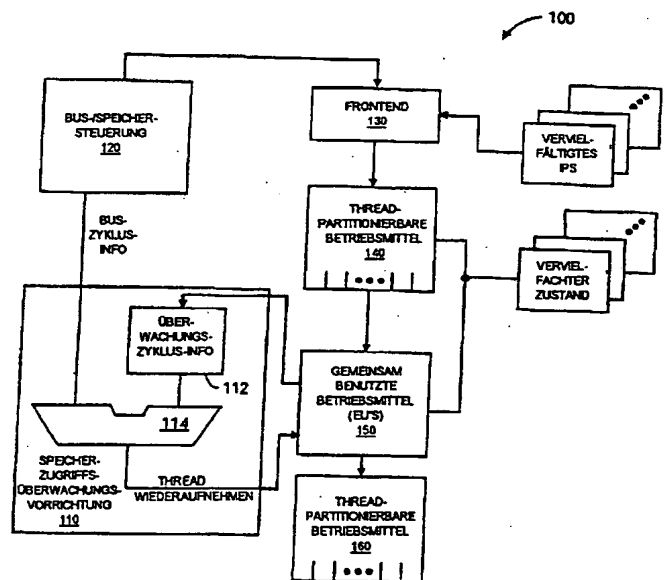 100
BUS-/SPEICHER-
STEUERUNG
120
FRONTEND
130
VERVIEL-
FÄLTIGTES
IPS
BUS-
ZYKLUS-
INFO
THREAD-
PARTITIONIERBARE
BETRIEBSMITTEL
140
VERVIEL-
FACHTER
ZUSTAND
ÜBER-
WACHUNGS-
ZYKLUS-INFO
112
114
GEMEINSAM
BENUTZTE
BETRIEBSMITTEL
(EU'S)
150
SPEICHER-
ZUGRIFFS-
ÜBERWACHUNGS-
VORRICHTUNG
110
THREAD
WIEDERAUFNEHMEN
THREAD-
PARTITIONIERBARE
BETRIEBSMITTEL
160